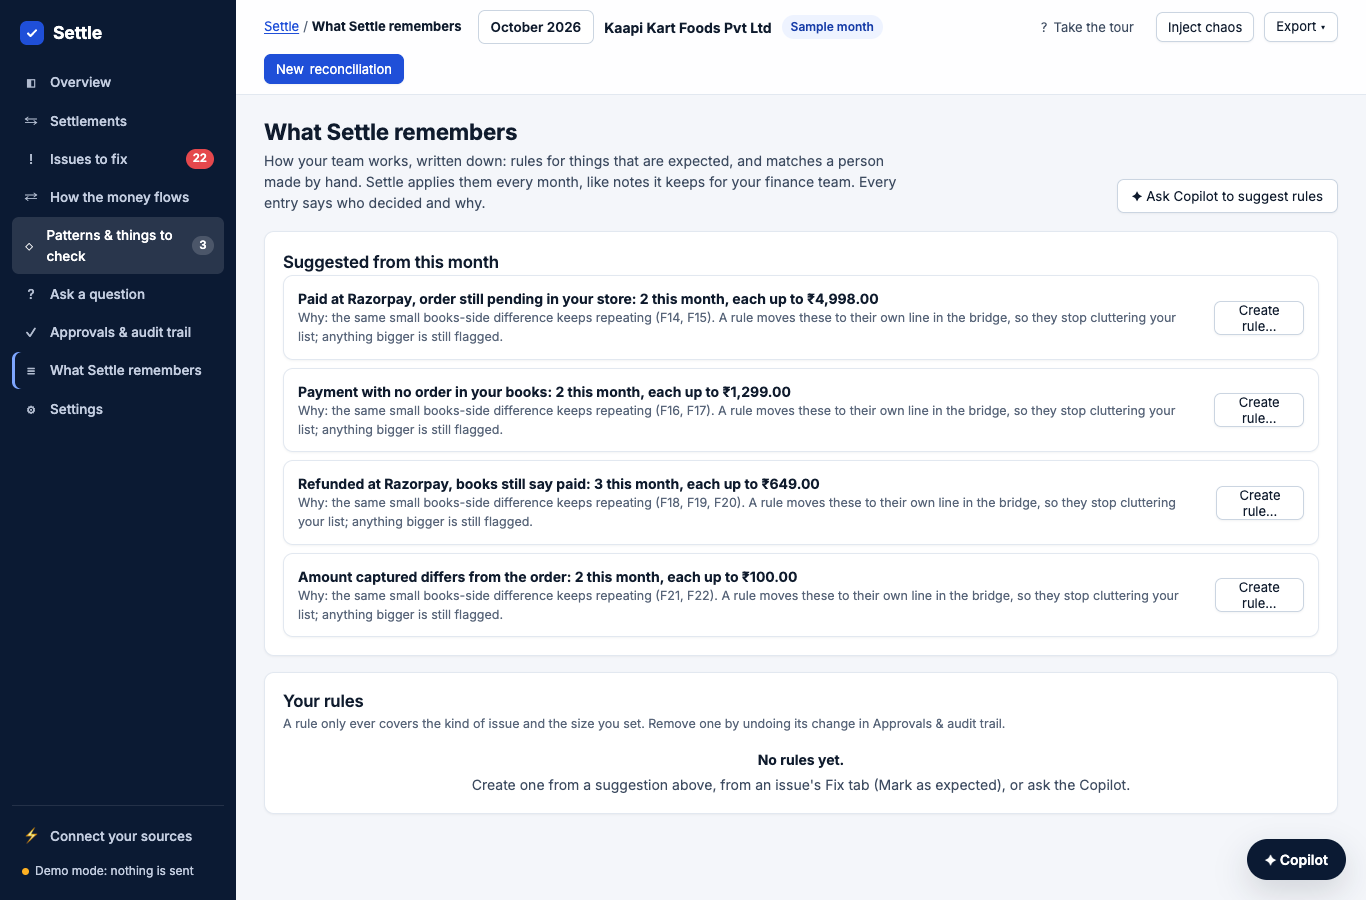 Settle
Overview
Settlements
Issues to fix 22
How the money flows
Patterns & things to
check 3
Ask a question
Approvals & audit trail
What Settle remembers
Settings
Connect your sources
Demo mode: nothing is sent
Settle / What Settle remembers October 2026 Kaapi Kart Foods Pvt Ltd Sample month ? Take the tour Inject chaos Export
New reconciliation
What Settle remembers
How your team works, written down: rules for things that are expected, and matches a person
made by hand. Settle applies them every month, like notes it keeps for your finance team. Every
entry says who decided and why.
Ask Copilot to suggest rules
Suggested from this month
Paid at Razorpay, order still pending in your store: 2 this month, each up to ₹4,998.00
Why: the same small books-side difference keeps repeating (F14, F15). A rule moves these to their own line in the bridge, so they stop cluttering your
list; anything bigger is still flagged.
Create
rule...
Payment with no order in your books: 2 this month, each up to ₹1,299.00
Why: the same small books-side difference keeps repeating (F16, F17). A rule moves these to their own line in the bridge, so they stop cluttering your
list; anything bigger is still flagged.
Create
rule...
Refunded at Razorpay, books still say paid: 3 this month, each up to ₹649.00
Why: the same small books-side difference keeps repeating (F18, F19, F20). A rule moves these to their own line in the bridge, so they stop cluttering
your list; anything bigger is still flagged.
Create
rule...
Amount captured differs from the order: 2 this month, each up to ₹100.00
Why: the same small books-side difference keeps repeating (F21, F22). A rule moves these to their own line in the bridge, so they stop cluttering your
list; anything bigger is still flagged.
Create
rule...
Your rules
A rule only ever covers the kind of issue and the size you set. Remove one by undoing its change in Approvals & audit trail.
No rules yet.
Create one from a suggestion above, from an issue's Fix tab (Mark as expected), or ask the Copilot.
Copilot